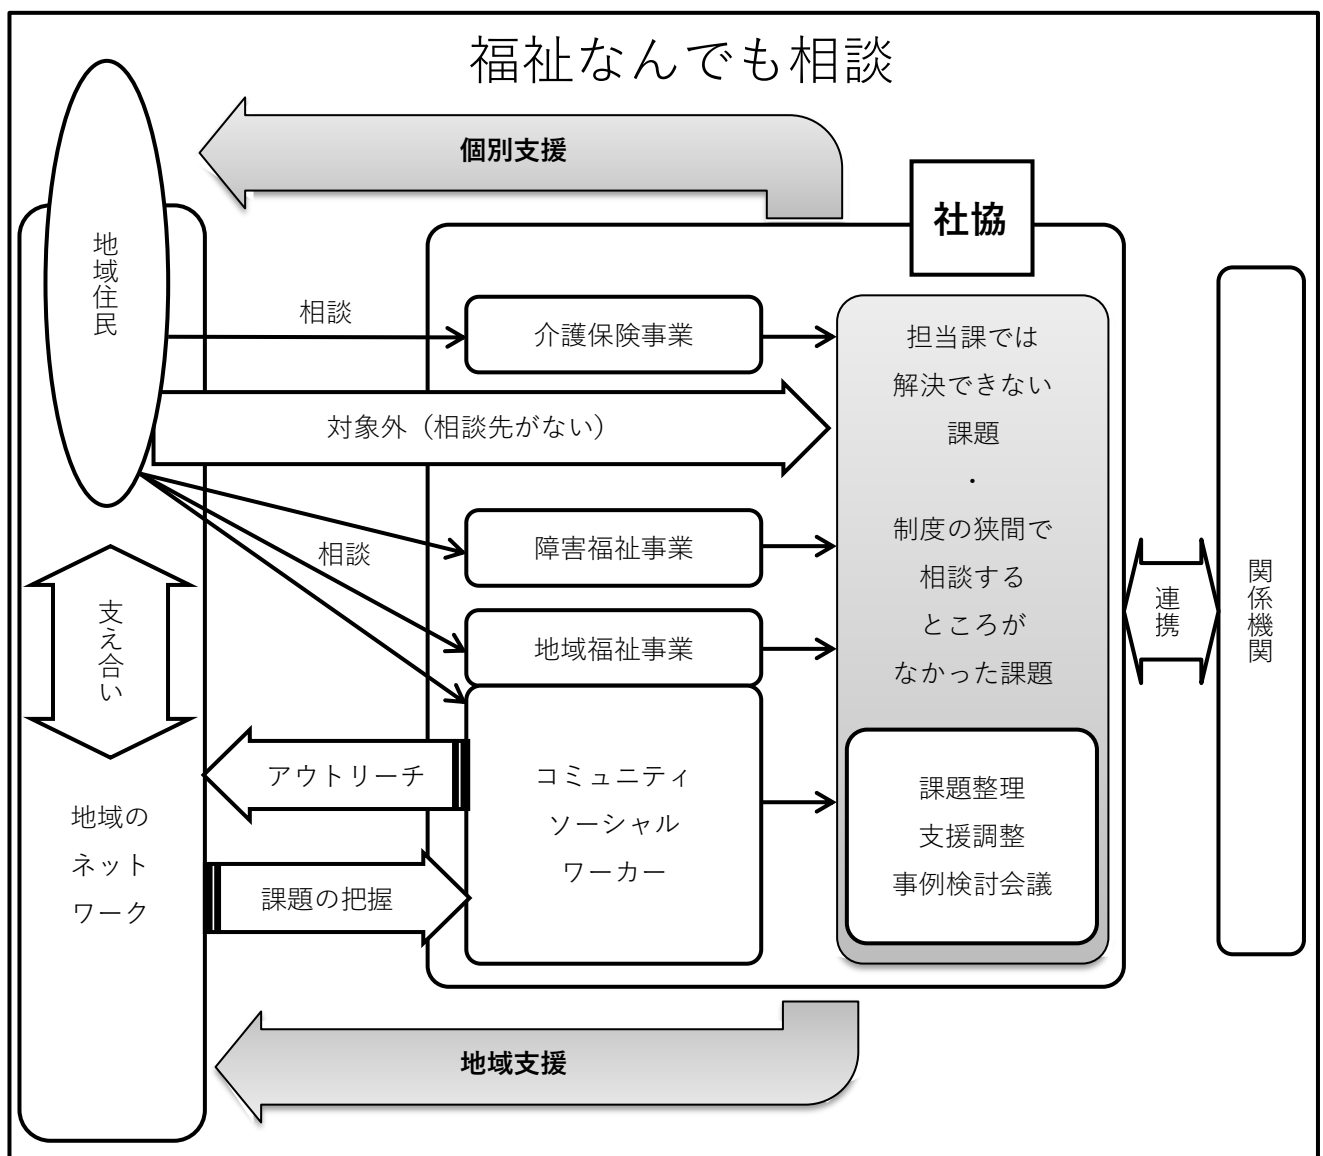 福祉なんでも相談
個別支援
社協
地域住民
相談
介護保険事業
対象外（相談先がない）
相談
障害福祉事業
地域福祉事業
コミュニティ
ソーシャル
ワーカー
担当課では
解決できない
課題
・
制度の狭間で
相談する
ところが
なかった課題
課題整理
支援調整
事例検討会議
連携
関係機関
支え合い
アウトリーチ
課題の把握
地域の
ネット
ワーク
地域支援